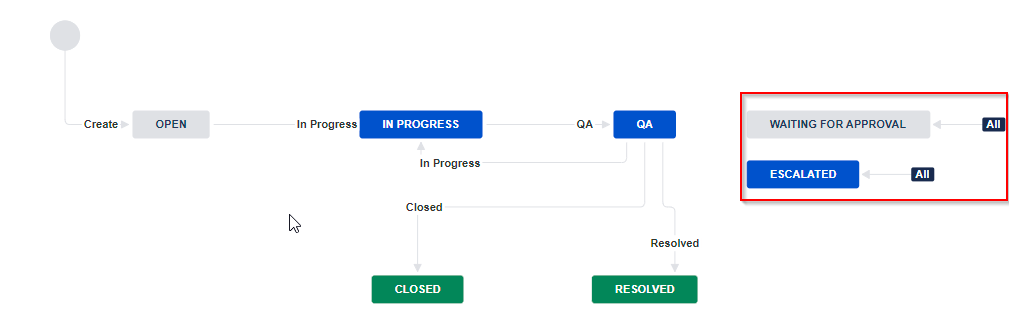 Create
OPEN
In Progress
IN PROGRESS
QA
QA
WAITING FOR APPROVAL
All
In Progress
ESCALATED
All
Closed
Resolved
CLOSED
RESOLVED